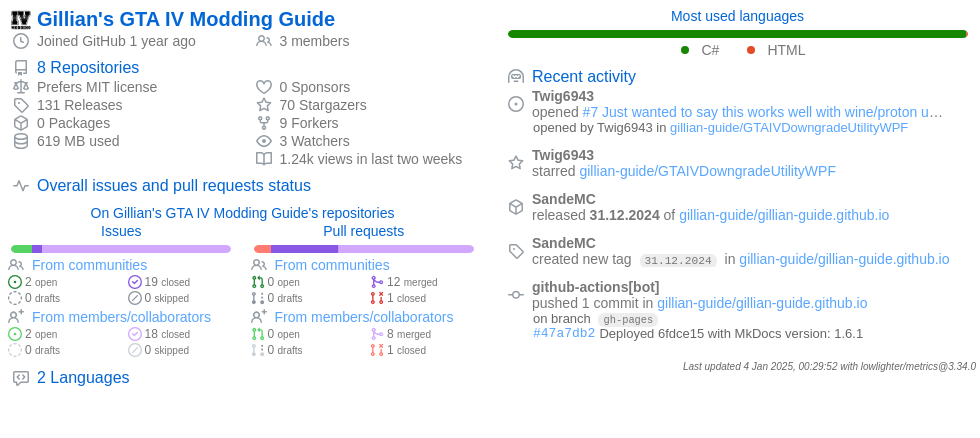 Gillian's GTA IV Modding Guide
Joined GitHub 1 year ago
3 members
8 Repositories
Prefers MIT license
131 Releases
0 Packages
619 MB used
0 Sponsors
70 Stargazers
9 Forkers
3 Watchers
1.24k views in last two weeks
Overall issues and pull requests status
On Gillian's GTA IV Modding Guide's repositories
Issues
From communities
2 open
19 closed
0 drafts
0 skipped
From members/collaborators
2 open
18 closed
0 drafts
0 skipped
Pull requests
From communities
0 open
12 merged
0 drafts
1 closed
From members/collaborators
0 open
8 merged
0 drafts
1 closed
2 Languages
Most used languages
C# HTML
Recent activity
Twig6943
opened #7 Just wanted to say this works well with wine/proton u…
opened by Twig6943 in gillian-guide/GTAIVDowngradeUtilityWPF
Twig6943
starred gillian-guide/GTAIVDowngradeUtilityWPF
SandeMC
released 31.12.2024 of gillian-guide/gillian-guide.github.io
SandeMC
created new tag 31.12.2024 in gillian-guide/gillian-guide.github.io
github-actions[bot]
pushed 1 commit in gillian-guide/gillian-guide.github.io
on branch gh-pages
#47a7db2 Deployed 6fdce15 with MkDocs version: 1.6.1
Last updated 4 Jan 2025, 00:29:52 with lowlighter/metrics@3.34.0